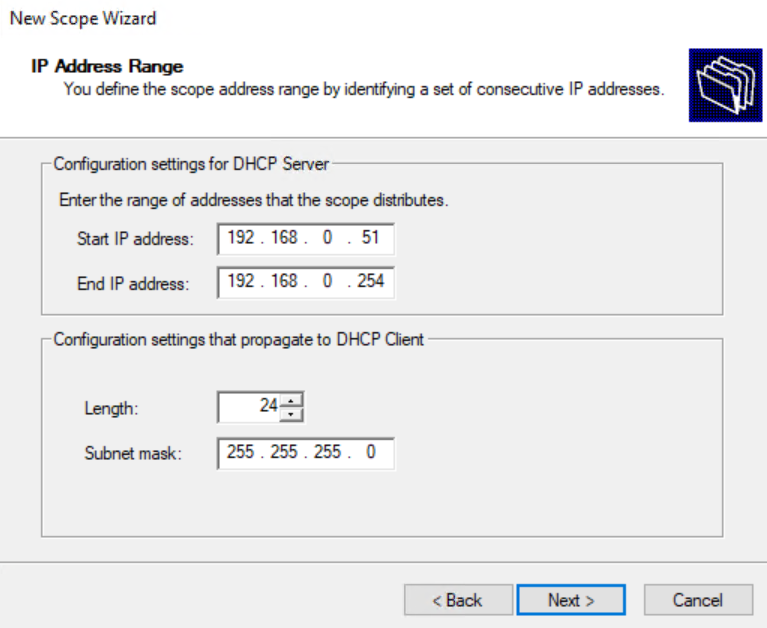 New Scope Wizard
IP Address Range
You define the scope address range by identifying a set of consecutive IP addresses.
Configuration settings for DHCP Server
Enter the range of addresses that the scope distributes.
Start IP address: 192 . 168 . 0 . 51
End IP address: 192 . 168 . 0 . 254
Configuration settings that propagate to DHCP Client
Length: 24
Subnet mask: 255 . 255 . 255 . 0
< Back Next > Cancel